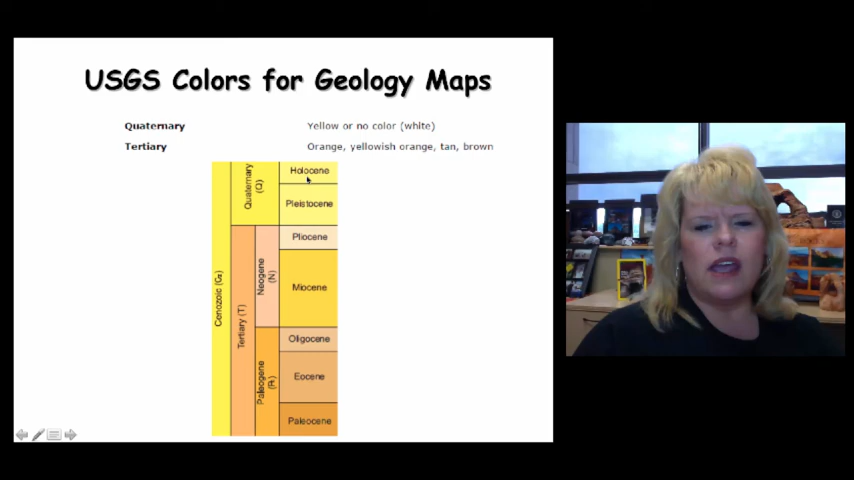 USGS Colors for Geology Maps
Quaternary Yellow or no color (white)
Tertiary Orange, yellowish orange, tan, brown
Cenozoic (Cz)
Quaternary (Q)
Holocene
Pleistocene
Tertiary (T)
Neogene (N)
Pliocene
Miocene
Paleogene
Oligocene
Eocene
Paleocene